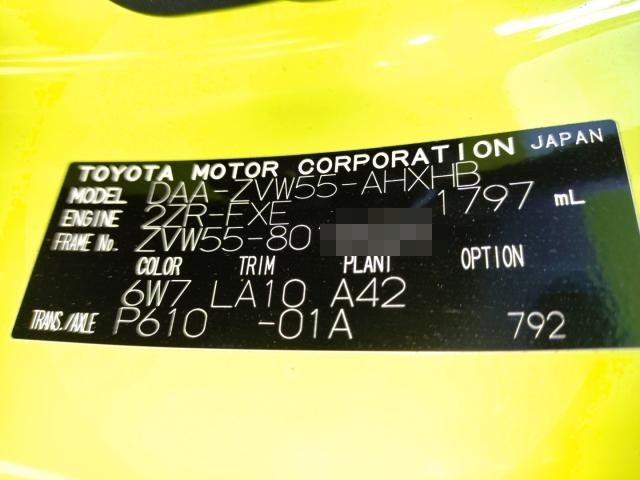 TOYOTA MOTOR CORPORATION JAPAN
MODEL DAA-ZVW55-AHXHB
ENGINE 2ZR-FXE 1797 mL
FRAME No. ZVW55-80
COLOR TRIM PLANT OPTION
6W7 LA10 A42
TRANS./AXLE P610 -01A 792